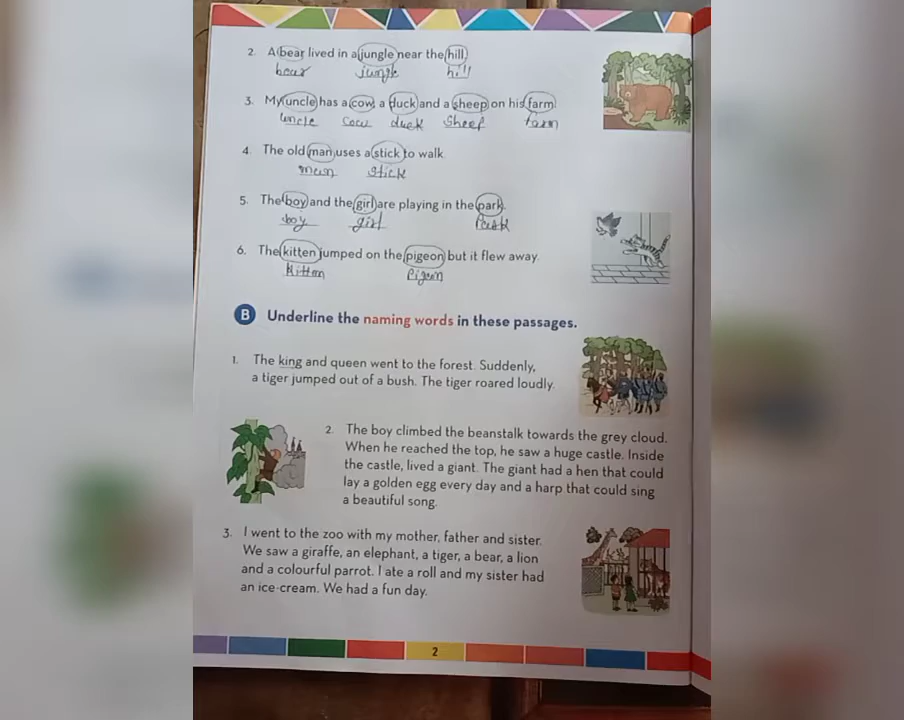 2. A bear lived in a jungle near the hill.
bear jungle hill
3. My uncle has a cow, a duck and a sheep on his farm.
uncle cow duck sheep farm
4. The old man uses a stick to walk.
man stick
5. The boy and the girl are playing in the park.
boy girl Park
6. The kitten jumped on the pigeon but it flew away.
kitten Pigeon
B Underline the naming words in these passages.
1. The king and queen went to the forest. Suddenly,
a tiger jumped out of a bush. The tiger roared loudly.
2. The boy climbed the beanstalk towards the grey cloud.
When he reached the top, he saw a huge castle. Inside
the castle, lived a giant. The giant had a hen that could
lay a golden egg every day and a harp that could sing
a beautiful song.
3. I went to the zoo with my mother, father and sister.
We saw a giraffe, an elephant, a tiger, a bear, a lion
and a colourful parrot. I ate a roll and my sister had
an ice-cream. We had a fun day.
2